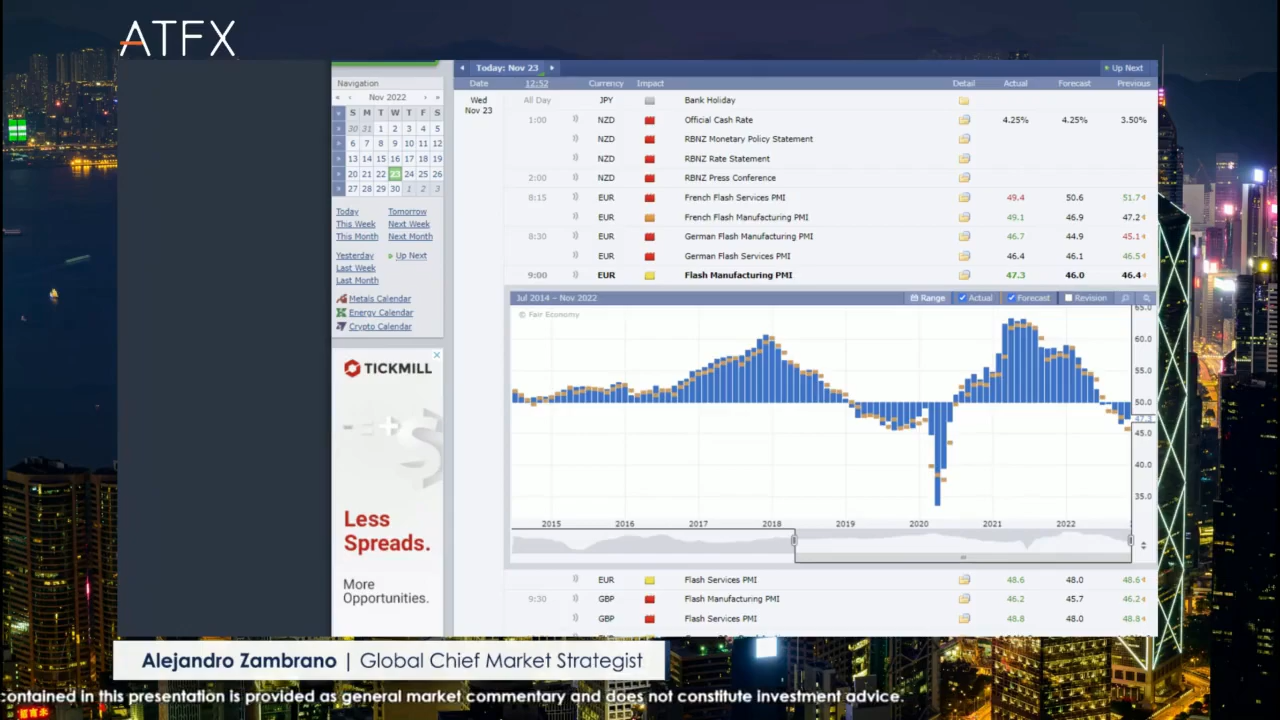 ATFX
Navigation
« ‹ Nov 2022 › »
S M T W T F S
30 31 1 2 3 4 5
6 7 8 9 10 11 12
13 14 15 16 17 18 19
20 21 22 23 24 25 26
27 28 29 30 1 2 3
Today Tomorrow
This Week Next Week
This Month Next Month
Yesterday Up Next
Last Week
Last Month
Metals Calendar
Energy Calendar
Crypto Calendar
TICKMILL
Less
Spreads.
More
Opportunities.
Today: Nov 23 Up Next
Date 12:52 Currency Impact Detail Actual Forecast Previous
Wed
Nov 23
All Day JPY Bank Holiday
1:00 NZD Official Cash Rate 4.25% 4.25% 3.50%
NZD RBNZ Monetary Policy Statement
NZD RBNZ Rate Statement
2:00 NZD RBNZ Press Conference
8:15 EUR French Flash Services PMI 49.4 50.6 51.7
EUR French Flash Manufacturing PMI 49.1 46.9 47.2
8:30 EUR German Flash Manufacturing PMI 46.7 44.9 45.1
EUR German Flash Services PMI 46.4 46.1 46.5
9:00 EUR Flash Manufacturing PMI 47.3 46.0 46.4
Jul 2014 – Nov 2022 Range Actual Forecast Revision
© Fair Economy
65.0
60.0
55.0
50.0
47.3
45.0
40.0
35.0
2015 2016 2017 2018 2019 2020 2021 2022
EUR Flash Services PMI 48.6 48.0 48.6
9:30 GBP Flash Manufacturing PMI 46.2 45.7 46.2
GBP Flash Services PMI 48.8 48.0 48.8
Alejandro Zambrano | Global Chief Market Strategist
contained in this presentation is provided as general market commentary and does not constitute investment advice.